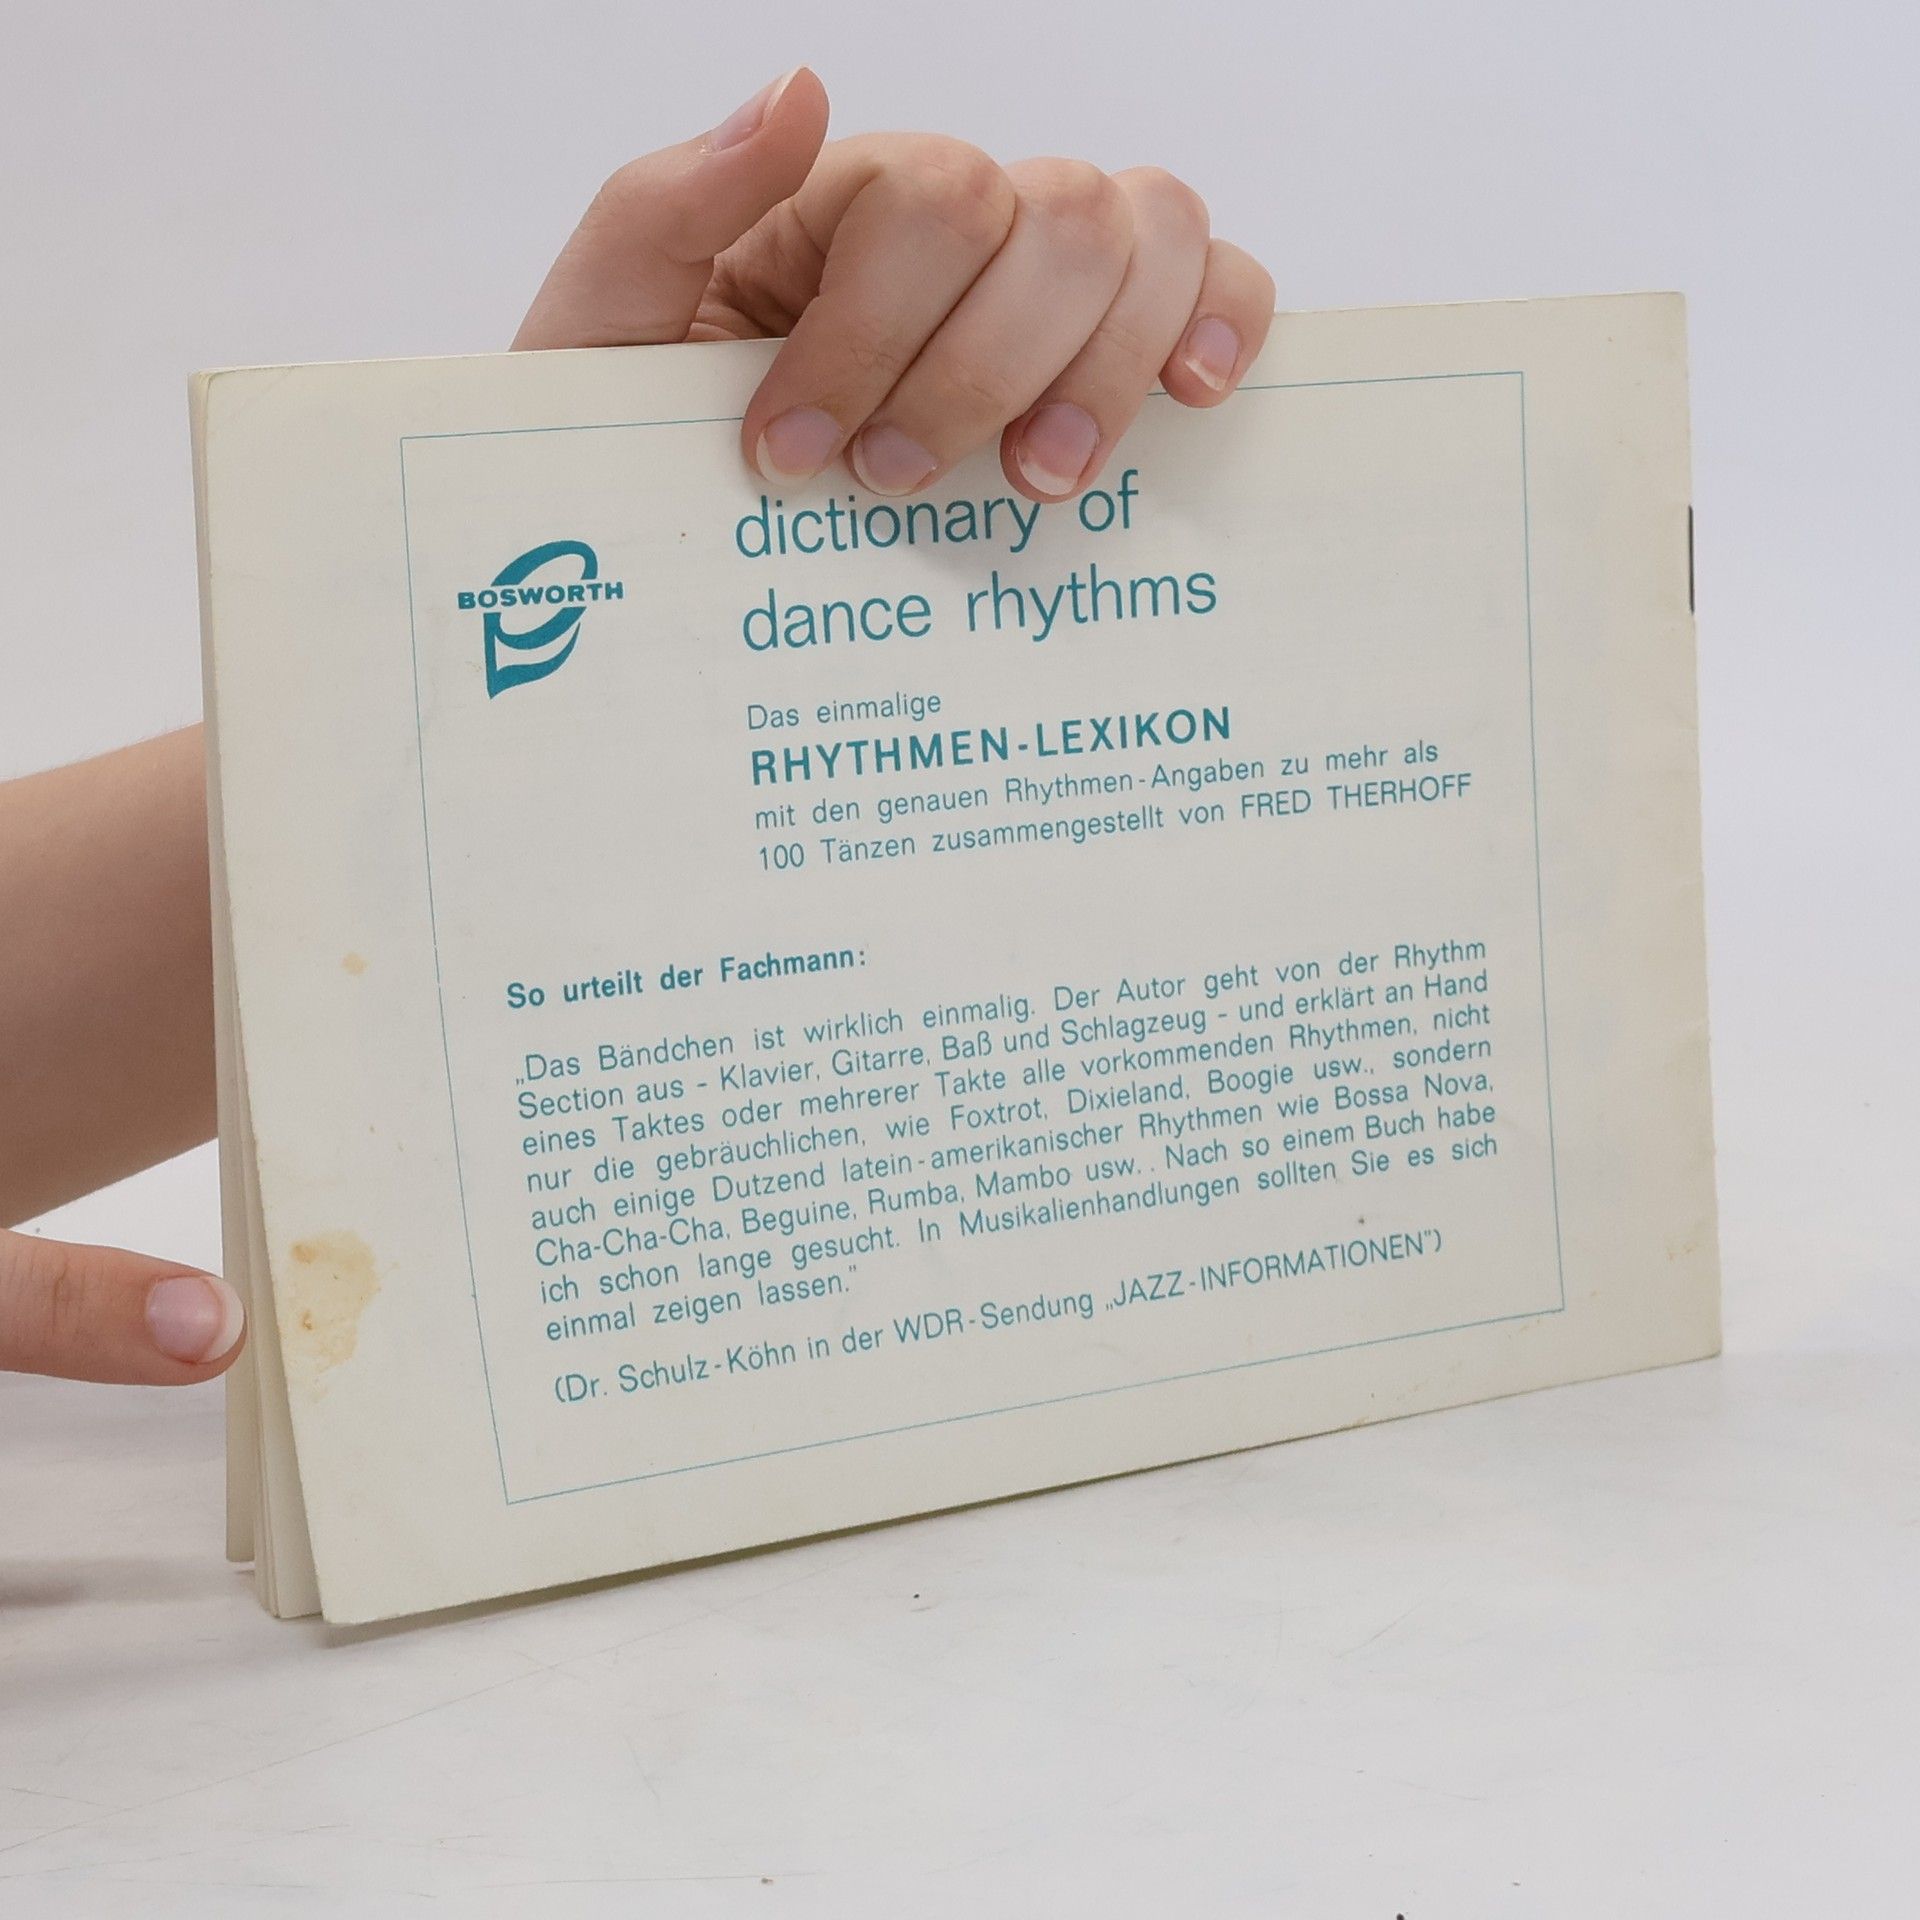 dictionary of
dance rhythms
BOSWORTH
Das einmalige
RHYTHMEN-LEXIKON
mit den genauen Rhythmen-Angaben zu mehr als
100 Tänzen zusammengestellt von FRED THERHOFF
So urteilt der Fachmann:
„Das Bändchen ist wirklich einmalig. Der Autor geht von der Rhythm
Section aus - Klavier, Gitarre, Baß und Schlagzeug - und erklärt an Hand
eines Taktes oder mehrerer Takte alle vorkommenden Rhythmen, nicht
nur die gebräuchlichen, wie Foxtrot, Dixieland, Boogie usw., sondern
auch einige Dutzend latein-amerikanischer Rhythmen wie Bossa Nova,
Cha-Cha-Cha, Beguine, Rumba, Mambo usw.. Nach so einem Buch habe
ich schon lange gesucht. In Musikalienhandlungen sollten Sie es sich
einmal zeigen lassen.”
(Dr. Schulz-Köhn in der WDR-Sendung „JAZZ-INFORMATIONEN”)